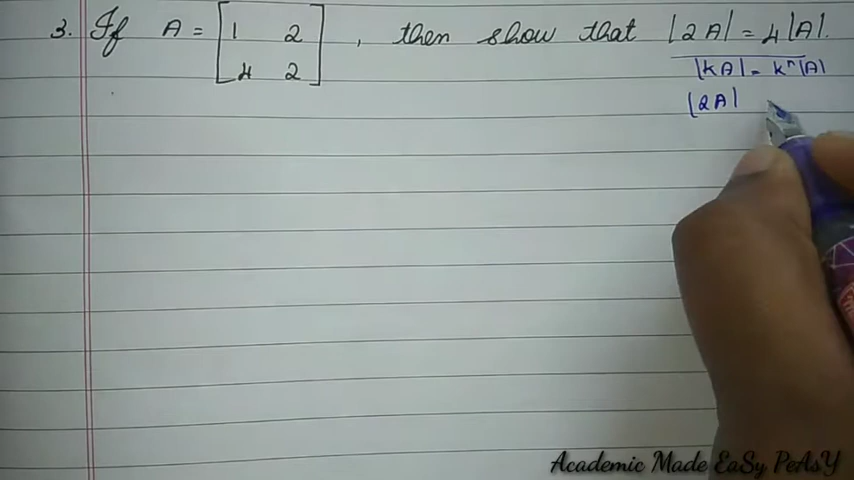 3. If A = [1 2 , then show that |2A| = 4|A|.
4 2]
|kA| = kⁿ|A|
|2A|
Academic Made EaSy PeAsY